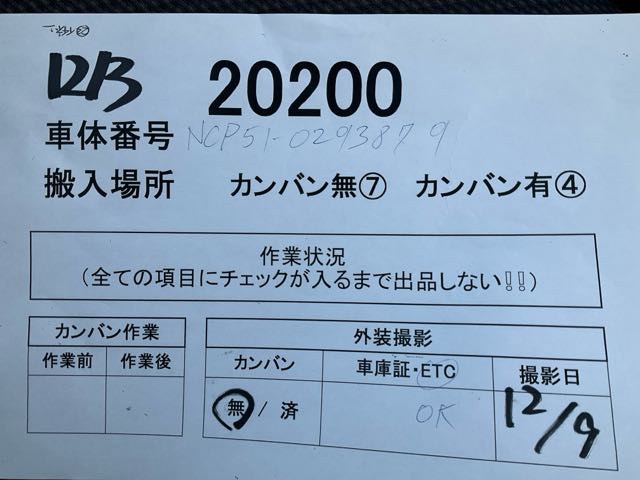 12/3 20200
車体番号 NCP51-0293879
搬入場所 カンバン無⑦ カンバン有④
作業状況
(全ての項目にチェックが入るまで出品しない!!)
カンバン作業 外装撮影
作業前 作業後 カンバン 車庫証・ETC 撮影日
無 / 済 OK 12/9